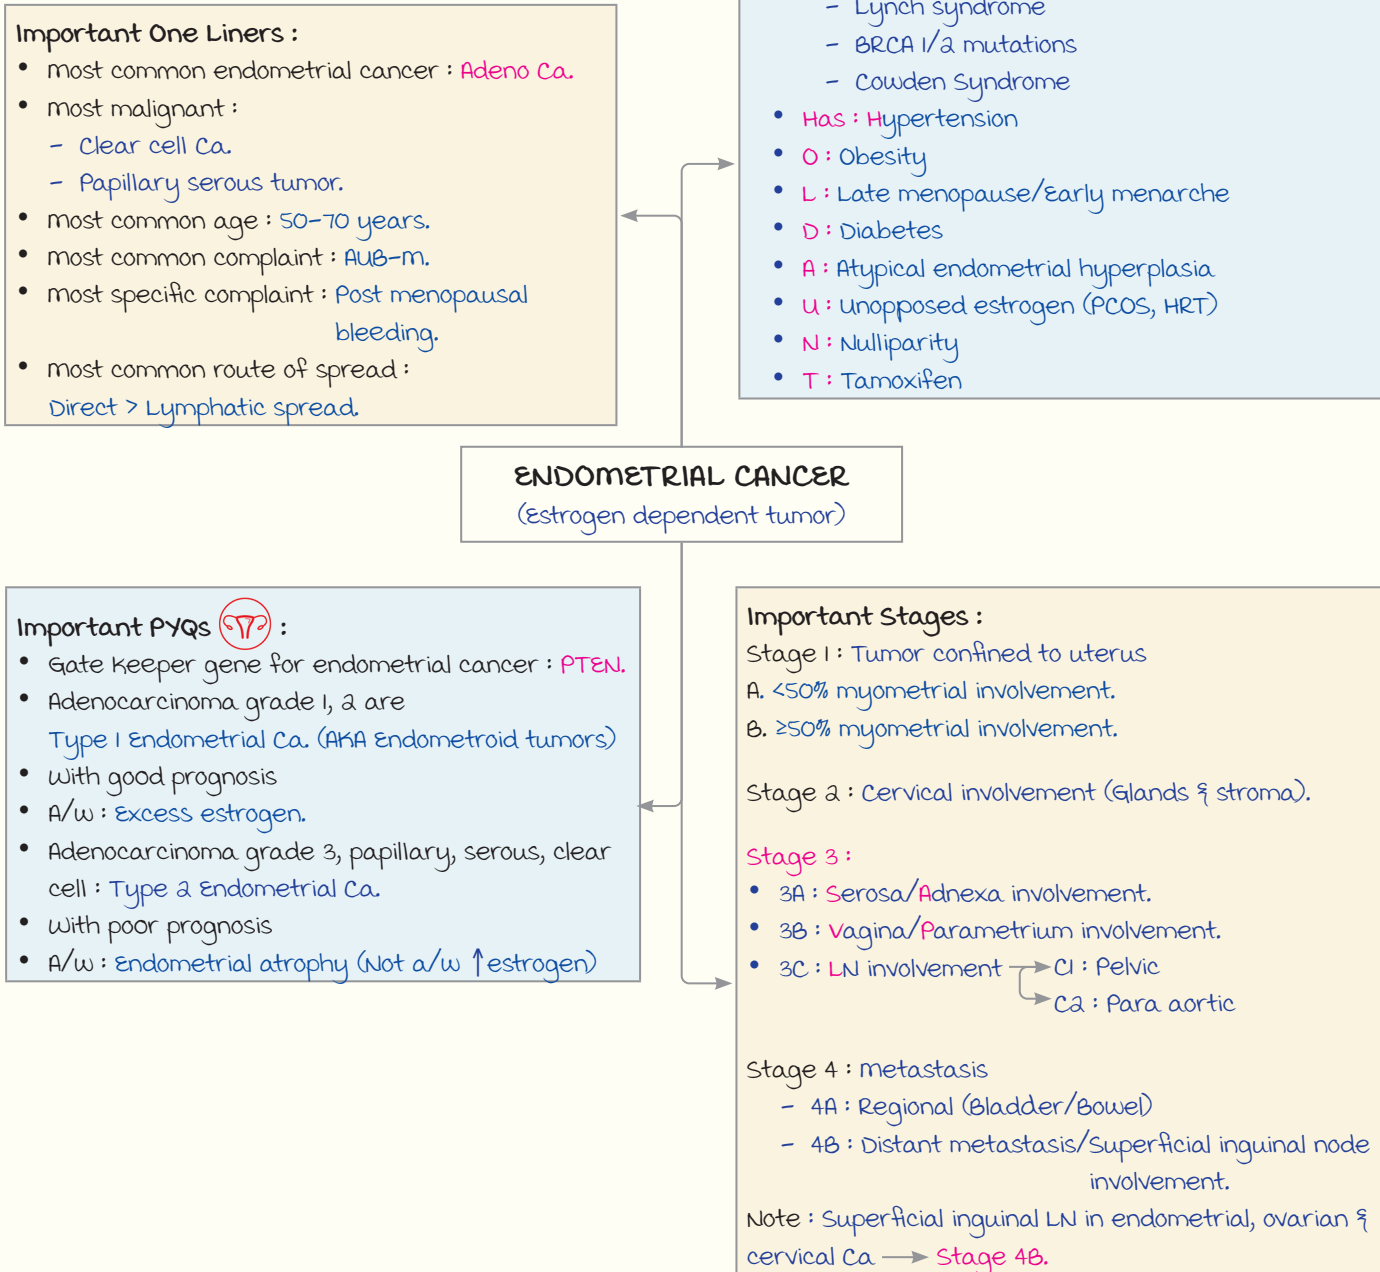 Important One Liners :
• Most common endometrial cancer : Adeno Ca.
• Most malignant :
– Clear cell Ca.
– Papillary serous tumor.
• Most common age : 50-70 years.
• Most common complaint : AUB-M.
• Most specific complaint : Post menopausal
bleeding.
• Most common route of spread :
Direct > Lymphatic spread.
– Lynch syndrome
– BRCA 1/2 mutations
– Cowden Syndrome
• Has : Hypertension
• O : Obesity
• L : Late menopause/Early menarche
• D : Diabetes
• A : Atypical endometrial hyperplasia
• U : Unopposed estrogen (PCOS, HRT)
• N : Nulliparity
• T : Tamoxifen
ENDOMETRIAL CANCER
(Estrogen dependent tumor)
Important PYQs :
• Gate keeper gene for endometrial cancer : PTEN.
• Adenocarcinoma grade 1, 2 are
Type 1 Endometrial Ca. (AKA Endometroid tumors)
• With good prognosis
• A/w : Excess estrogen.
• Adenocarcinoma grade 3, papillary, serous, clear
cell : Type 2 Endometrial Ca.
• With poor prognosis
• A/w : Endometrial atrophy (Not a/w ↑estrogen)
Important Stages :
Stage 1 : Tumor confined to uterus
A. <50% myometrial involvement.
B. ≥50% myometrial involvement.
Stage 2 : Cervical involvement (Glands & stroma).
Stage 3 :
• 3A : Serosa/Adnexa involvement.
• 3B : Vagina/Parametrium involvement.
• 3C : LN involvement → C1 : Pelvic
→ C2 : Para aortic
Stage 4 : Metastasis
– 4A : Regional (Bladder/Bowel)
– 4B : Distant metastasis/Superficial inguinal node
involvement.
Note : Superficial inguinal LN in endometrial, ovarian &
cervical Ca → Stage 4B.